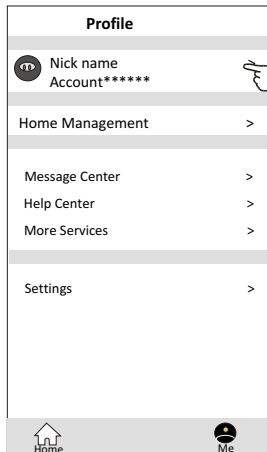 Profile
Nick name
Account******
Home Management >
Message Center >
Help Center >
More Services >
Settings >
Home Me